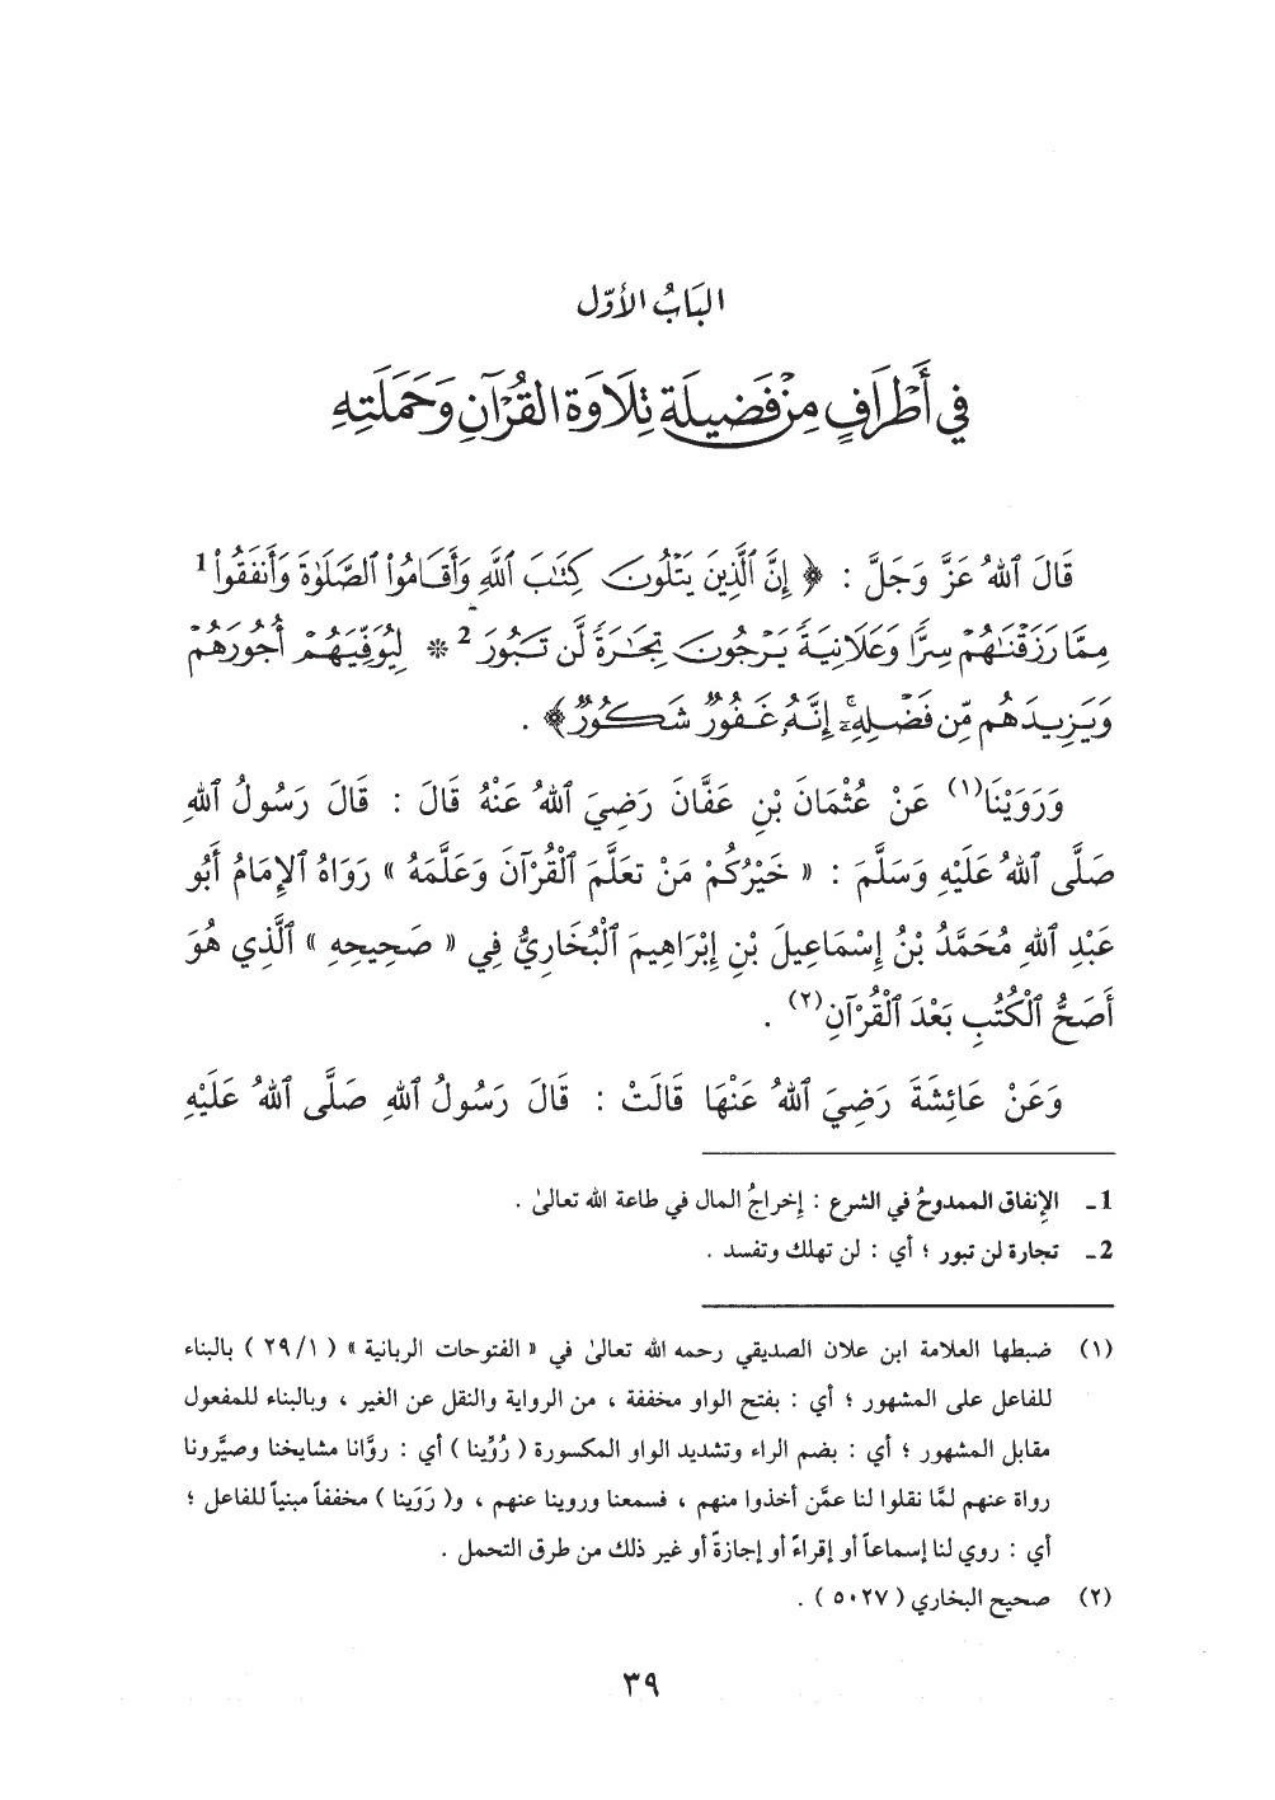 البَابُ الأوّل
في أَطْرَافٍ مِنْ فَضِيلَةِ تِلَاوَةِ القُرْآنِ وَحَمَلَتِهِ
قَالَ ٱللهُ عَزَّ وَجَلَّ : ﴿ إِنَّ ٱلَّذِينَ يَتْلُونَ كِتَٰبَ ٱللَّهِ وَأَقَامُوا۟ ٱلصَّلَوٰةَ وَأَنفَقُوا۟ 1
مِمَّا رَزَقْنَٰهُمْ سِرًّا وَعَلَانِيَةً يَرْجُونَ تِجَٰرَةً لَّن تَبُورَ 2 * لِيُوَفِّيَهُمْ أُجُورَهُمْ
وَيَزِيدَهُم مِّن فَضْلِهِۦٓ ۚ إِنَّهُۥ غَفُورٌ شَكُورٌ ﴾ .
وَرَوَيْنَا(١) عَنْ عُثْمَانَ بْنِ عَفَّانَ رَضِيَ ٱللهُ عَنْهُ قَالَ : قَالَ رَسُولُ ٱللهِ
صَلَّى ٱللهُ عَلَيْهِ وَسَلَّمَ : « خَيْرُكُمْ مَنْ تعَلَّمَ ٱلْقُرْآنَ وَعَلَّمَهُ » رَوَاهُ ٱلإِمَامُ أَبُو
عَبْدِ ٱللهِ مُحَمَّدُ بْنُ إِسْمَاعِيلَ بْنِ إِبْرَاهِيمَ ٱلْبُخَارِيُّ فِي « صَحِيحِهِ » ٱلَّذِي هُوَ
أَصَحُّ ٱلْكُتُبِ بَعْدَ ٱلْقُرْآنِ(٢) .
وَعَنْ عَائِشَةَ رَضِيَ ٱللهُ عَنْهَا قَالَتْ : قَالَ رَسُولُ ٱللهِ صَلَّى ٱللهُ عَلَيْهِ
1ـ الإنفاق الممدوحُ في الشرع : إخراجُ المال في طاعة الله تعالىٰ .
2ـ تجارة لن تبور ؛ أي : لن تهلك وتفسد .
(١) ضبطها العلامة ابن علان الصديقي رحمه الله تعالىٰ في « الفتوحات الربانية » ( ٢٩/١ ) بالبناء
للفاعل على المشهور ؛ أي : بفتح الواو مخففة ، من الرواية والنقل عن الغير ، وبالبناء للمفعول
مقابل المشهور ؛ أي : بضم الراء وتشديد الواو المكسورة ( رُوِّينا ) أي : روَّانا مشايخنا وصيَّرونا
رواة عنهم لمَّا نقلوا لنا عمَّن أخذوا منهم ، فسمعنا وروينا عنهم ، و( رَوَينا ) مخففاً مبنياً للفاعل ؛
أي : روي لنا إسماعاً أو إقراءً أو إجازةً أو غير ذلك من طرق التحمل .
(٢) صحيح البخاري ( ٥٠٢٧ ) .
٣٩